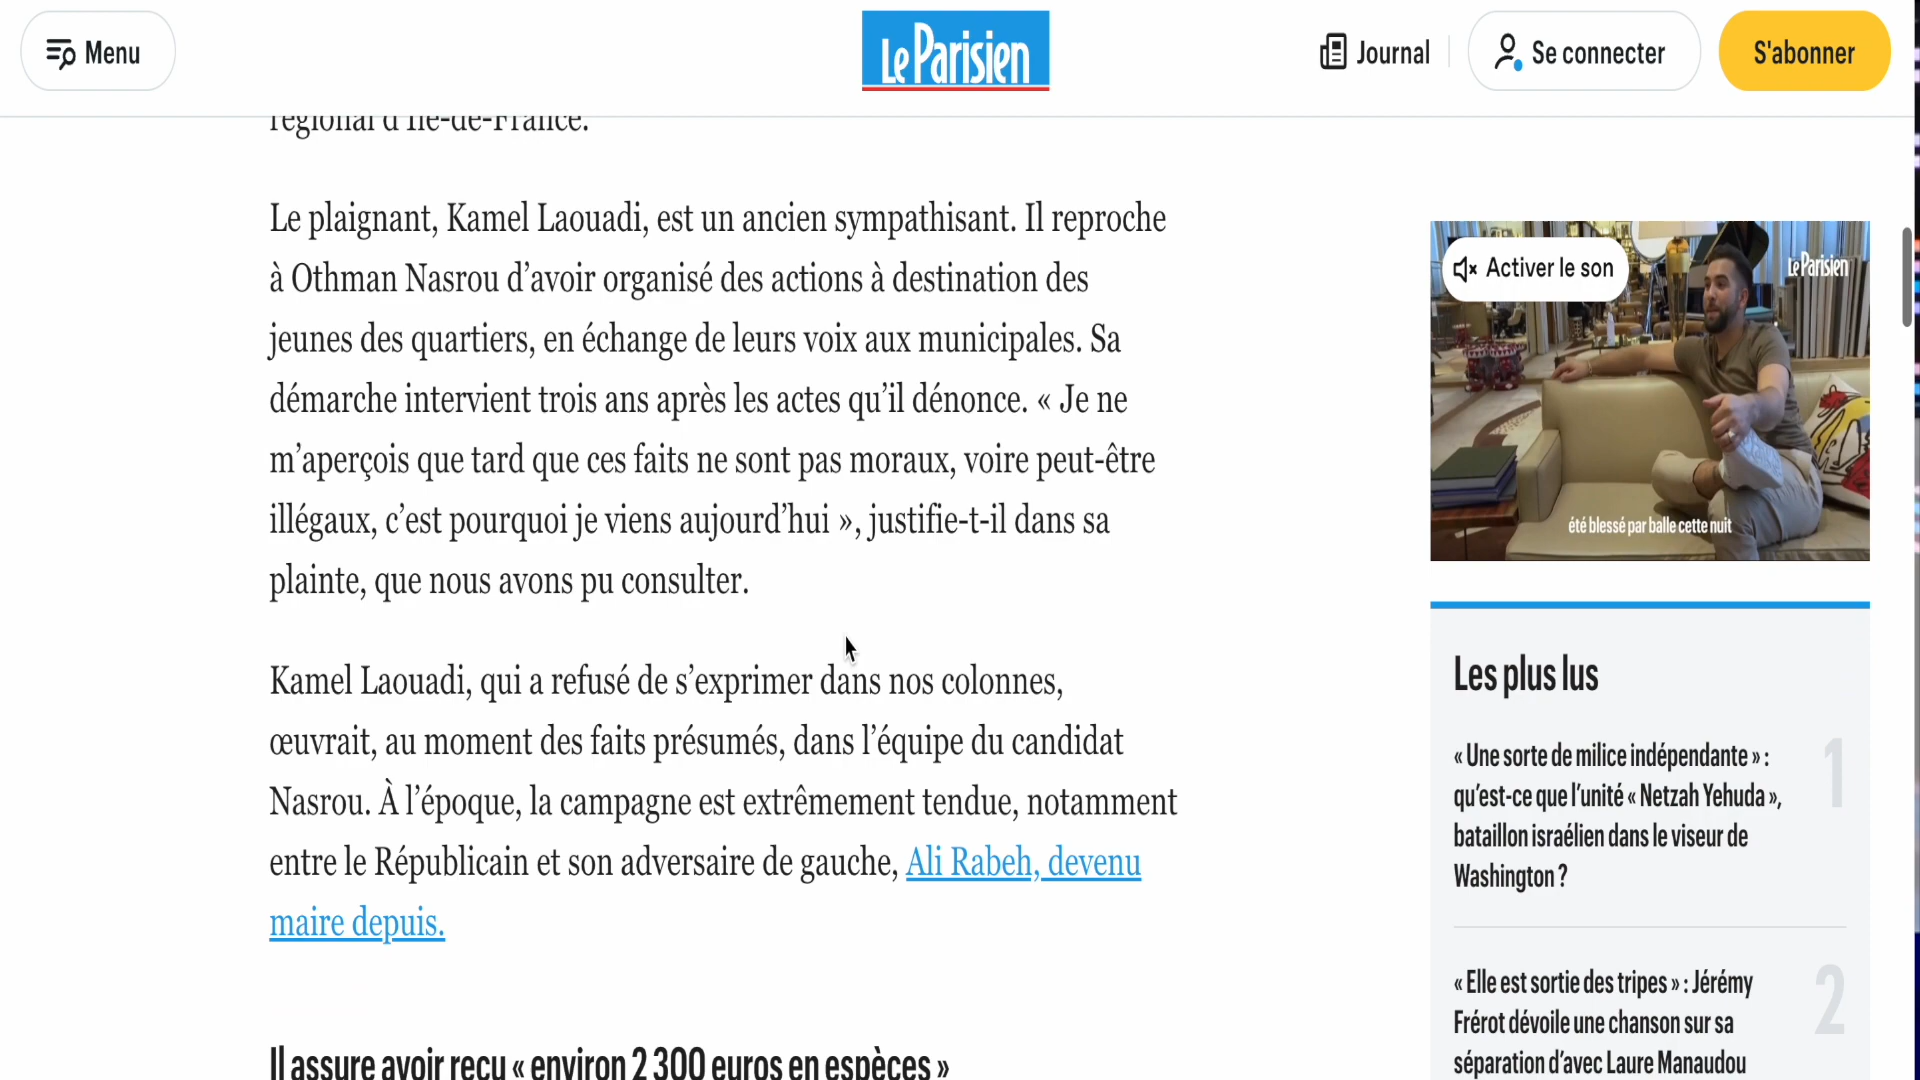 Menu
Le Parisien
Journal
Se connecter
S'abonner
régional d'Île-de-France.
Le plaignant, Kamel Laouadi, est un ancien sympathisant. Il reproche
à Othman Nasrou d’avoir organisé des actions à destination des
jeunes des quartiers, en échange de leurs voix aux municipales. Sa
démarche intervient trois ans après les actes qu’il dénonce. « Je ne
m’aperçois que tard que ces faits ne sont pas moraux, voire peut-être
illégaux, c’est pourquoi je viens aujourd’hui », justifie-t-il dans sa
plainte, que nous avons pu consulter.
Kamel Laouadi, qui a refusé de s’exprimer dans nos colonnes,
œuvrait, au moment des faits présumés, dans l’équipe du candidat
Nasrou. À l’époque, la campagne est extrêmement tendue, notamment
entre le Républicain et son adversaire de gauche, Ali Rabeh, devenu
maire depuis.
Il assure avoir reçu « environ 2 300 euros en espèces »
Activer le son
Le Parisien
été blessé par balle cette nuit
Les plus lus
« Une sorte de milice indépendante » :
qu’est-ce que l’unité « Netzah Yehuda »,
bataillon israélien dans le viseur de
Washington ?
1
« Elle est sortie des tripes » : Jérémy
Frérot dévoile une chanson sur sa
séparation d’avec Laure Manaudou
2